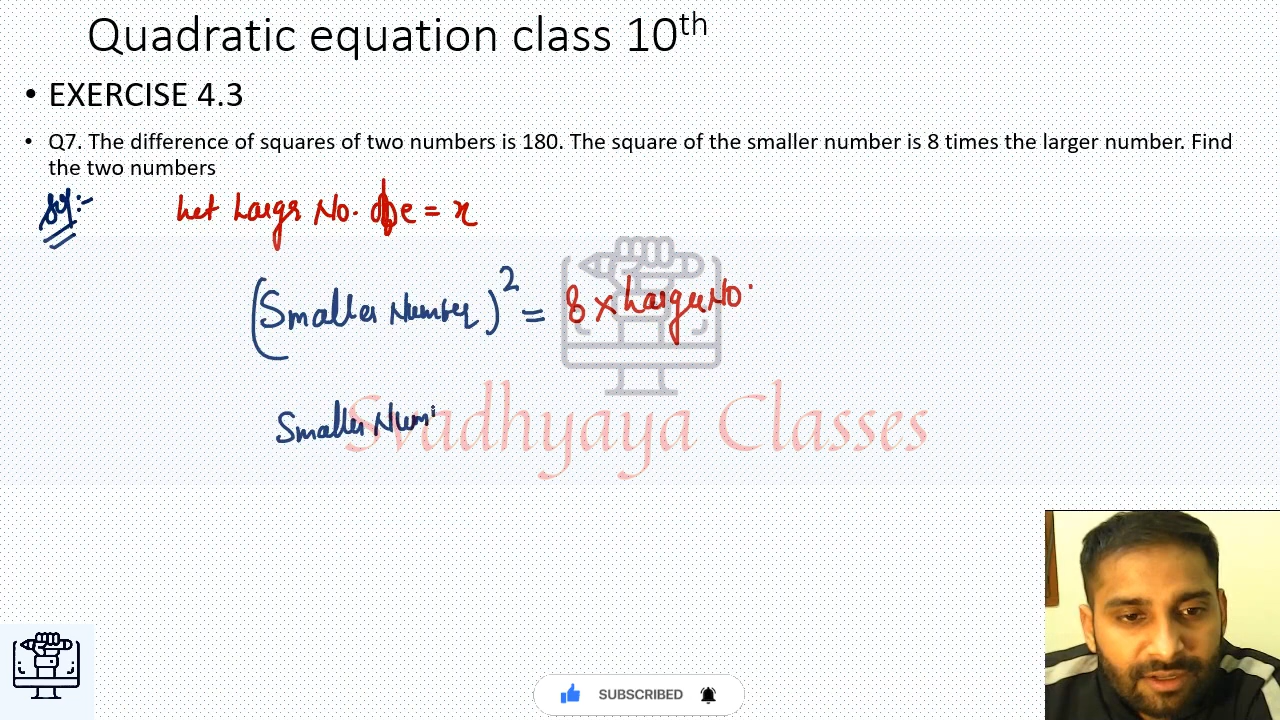 Quadratic equation class 10th
• EXERCISE 4.3
• Q7. The difference of squares of two numbers is 180. The square of the smaller number is 8 times the larger number. Find
the two numbers
Sol:- Let Large No. be = x
(Smaller Number)² = 8 × Large No.
Smaller Num
Svadhyaya Classes
SUBSCRIBED